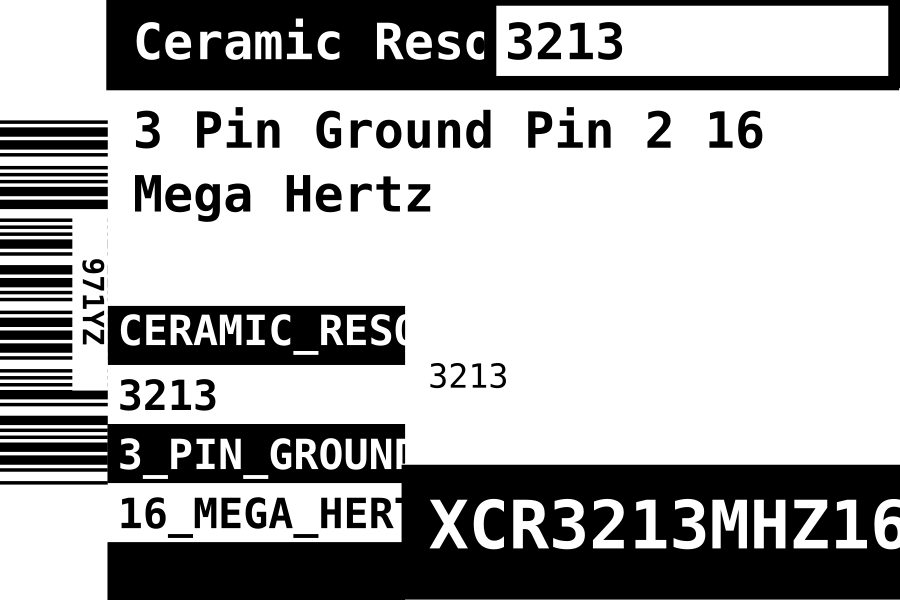 Ceramic Reso 3213
3 Pin Ground Pin 2 16
Mega Hertz
971YZ
CERAMIC_RESO
3213
3213
3_PIN_GROUND
16_MEGA_HERT
XCR3213MHZ16